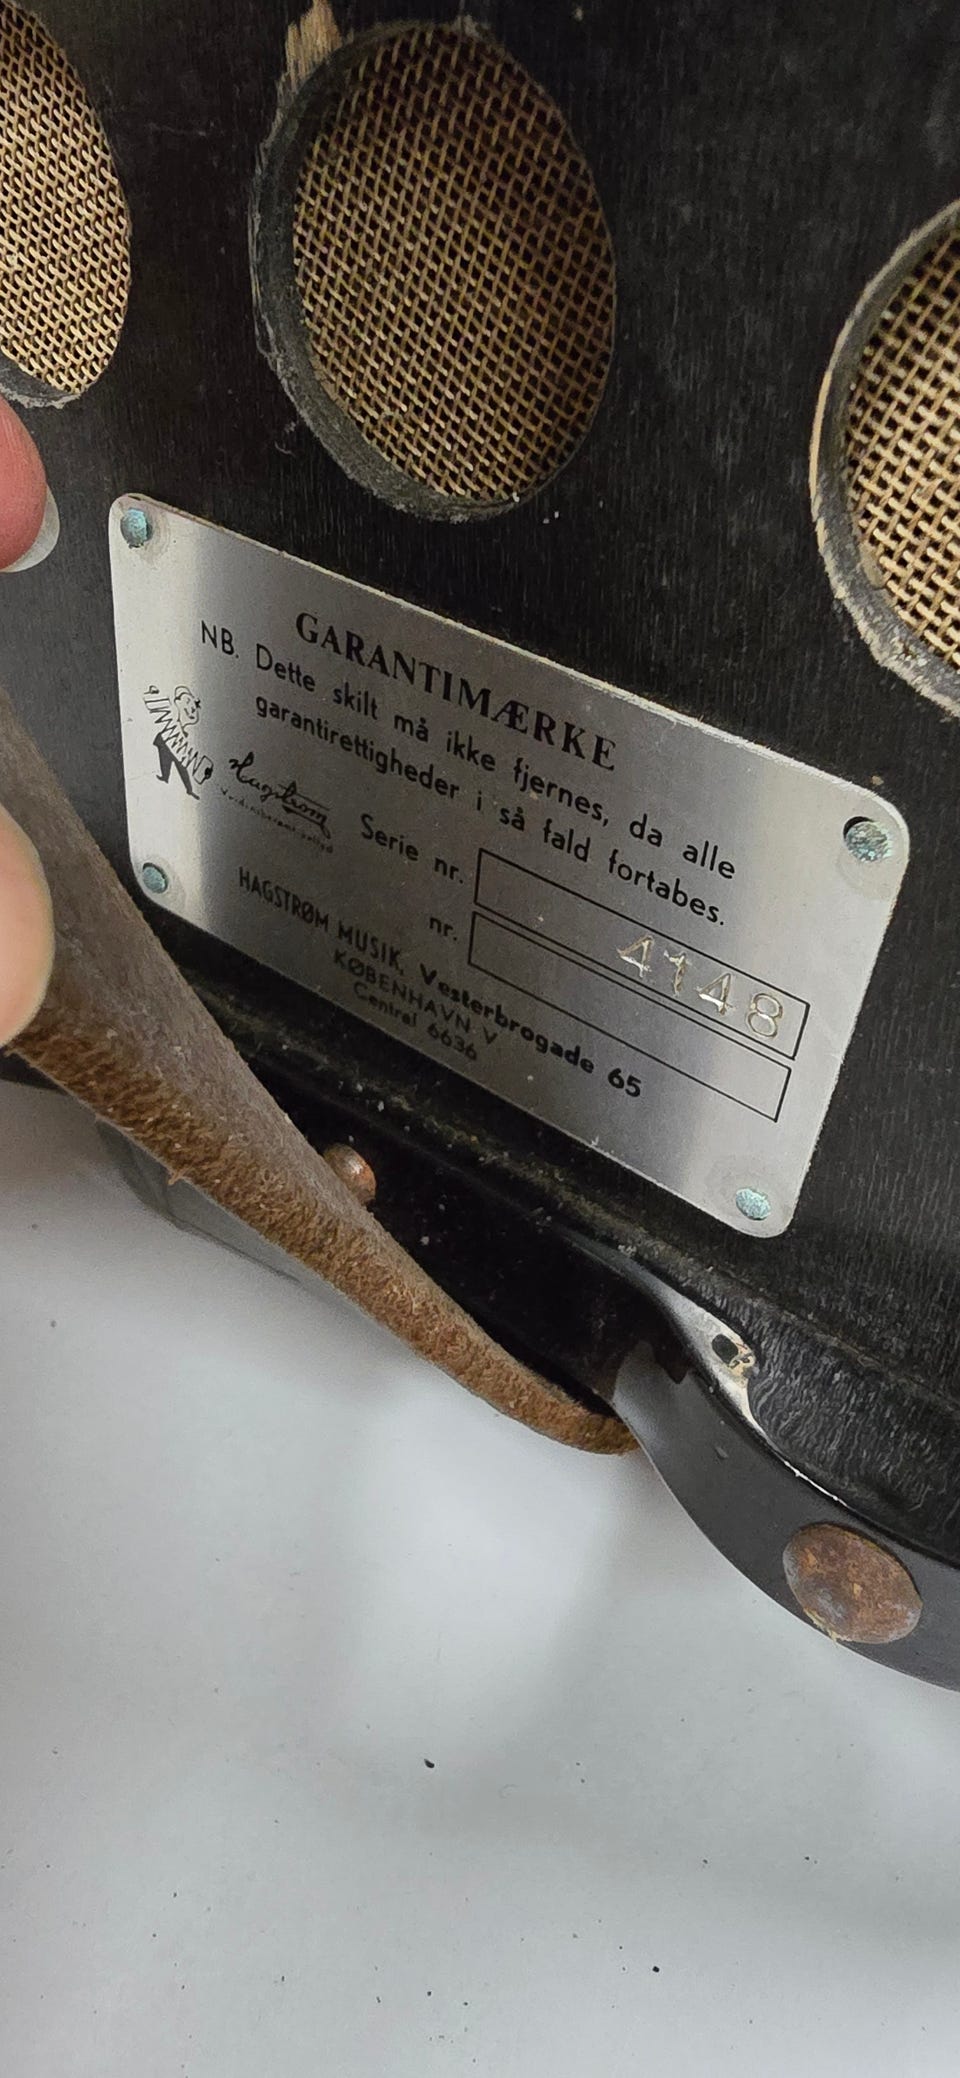 GARANTIMÆRKE
NB. Dette skilt må ikke fjernes, da alle
garantirettigheder i så fald fortabes.
Hagström
Serie nr. 4148
nr.
HAGSTRØM MUSIK, Vesterbrogade 65
KØBENHAVN V
Central 6636